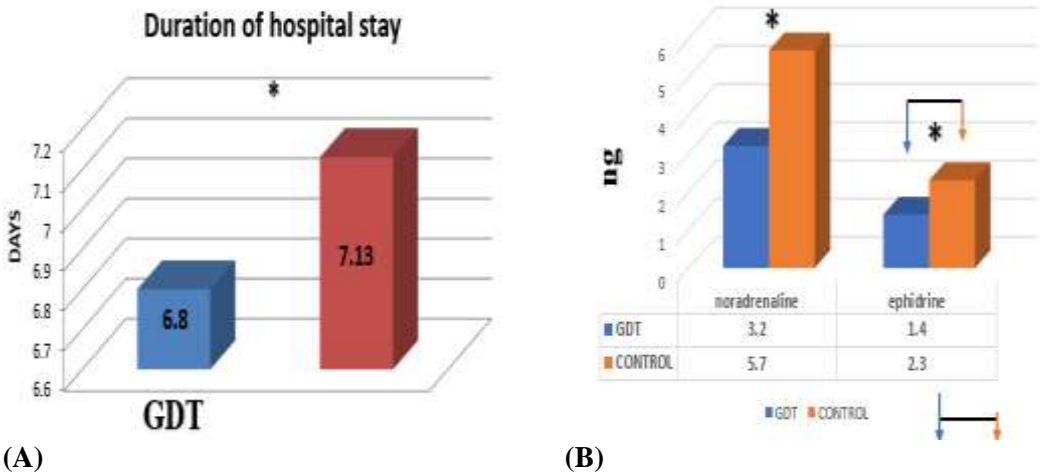 Duration of hospital stay
*
7.2
7.1
7
6.9
6.8
6.7
6.6
DAYS
6.8
7.13
GDT
(A)
*
*
6
5
4
3
2
1
0
ng
noradrenaline ephidrine
GDT 3.2 1.4
CONTROL 5.7 2.3
GDT CONTROL
(B)